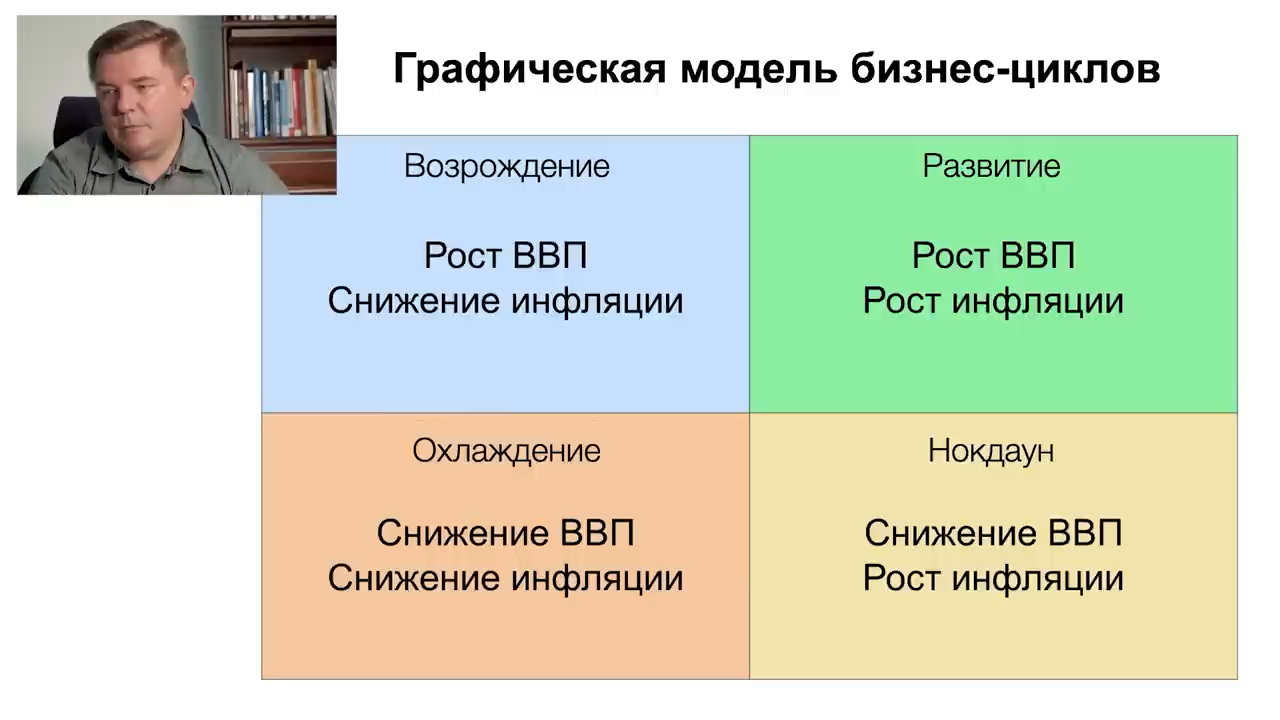 Графическая модель бизнес-циклов
Возрождение
Рост ВВП
Снижение инфляции
Развитие
Рост ВВП
Рост инфляции
Охлаждение
Снижение ВВП
Снижение инфляции
Нокдаун
Снижение ВВП
Рост инфляции